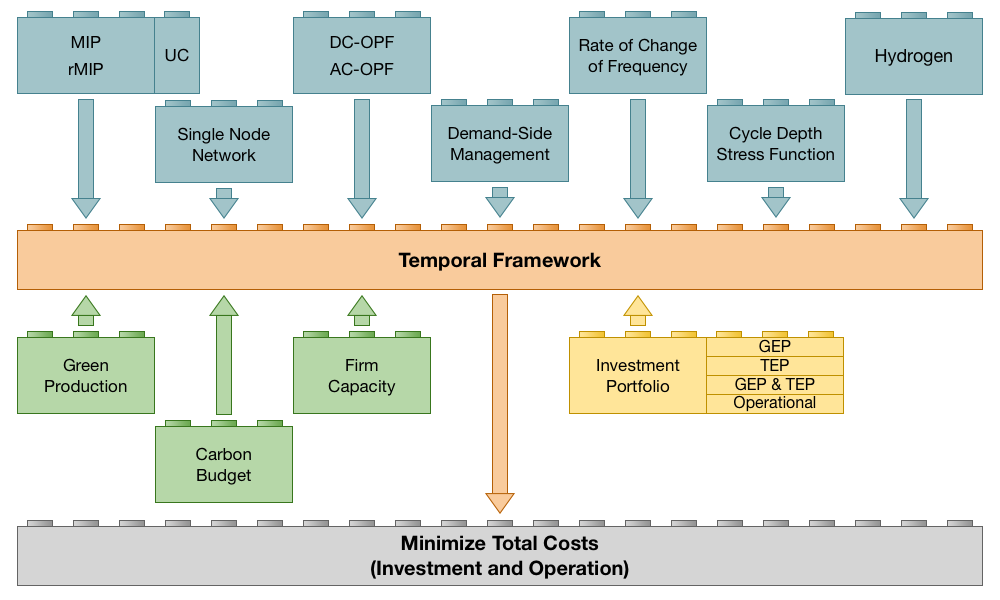 MIP
rMIP
UC
DC-OPF
AC-OPF
Rate of Change
of Frequency
Hydrogen
Single Node
Network
Demand-Side
Management
Cycle Depth
Stress Function
Temporal Framework
Green
Production
Firm
Capacity
Investment
Portfolio
GEP
TEP
GEP & TEP
Operational
Carbon
Budget
Minimize Total Costs
(Investment and Operation)